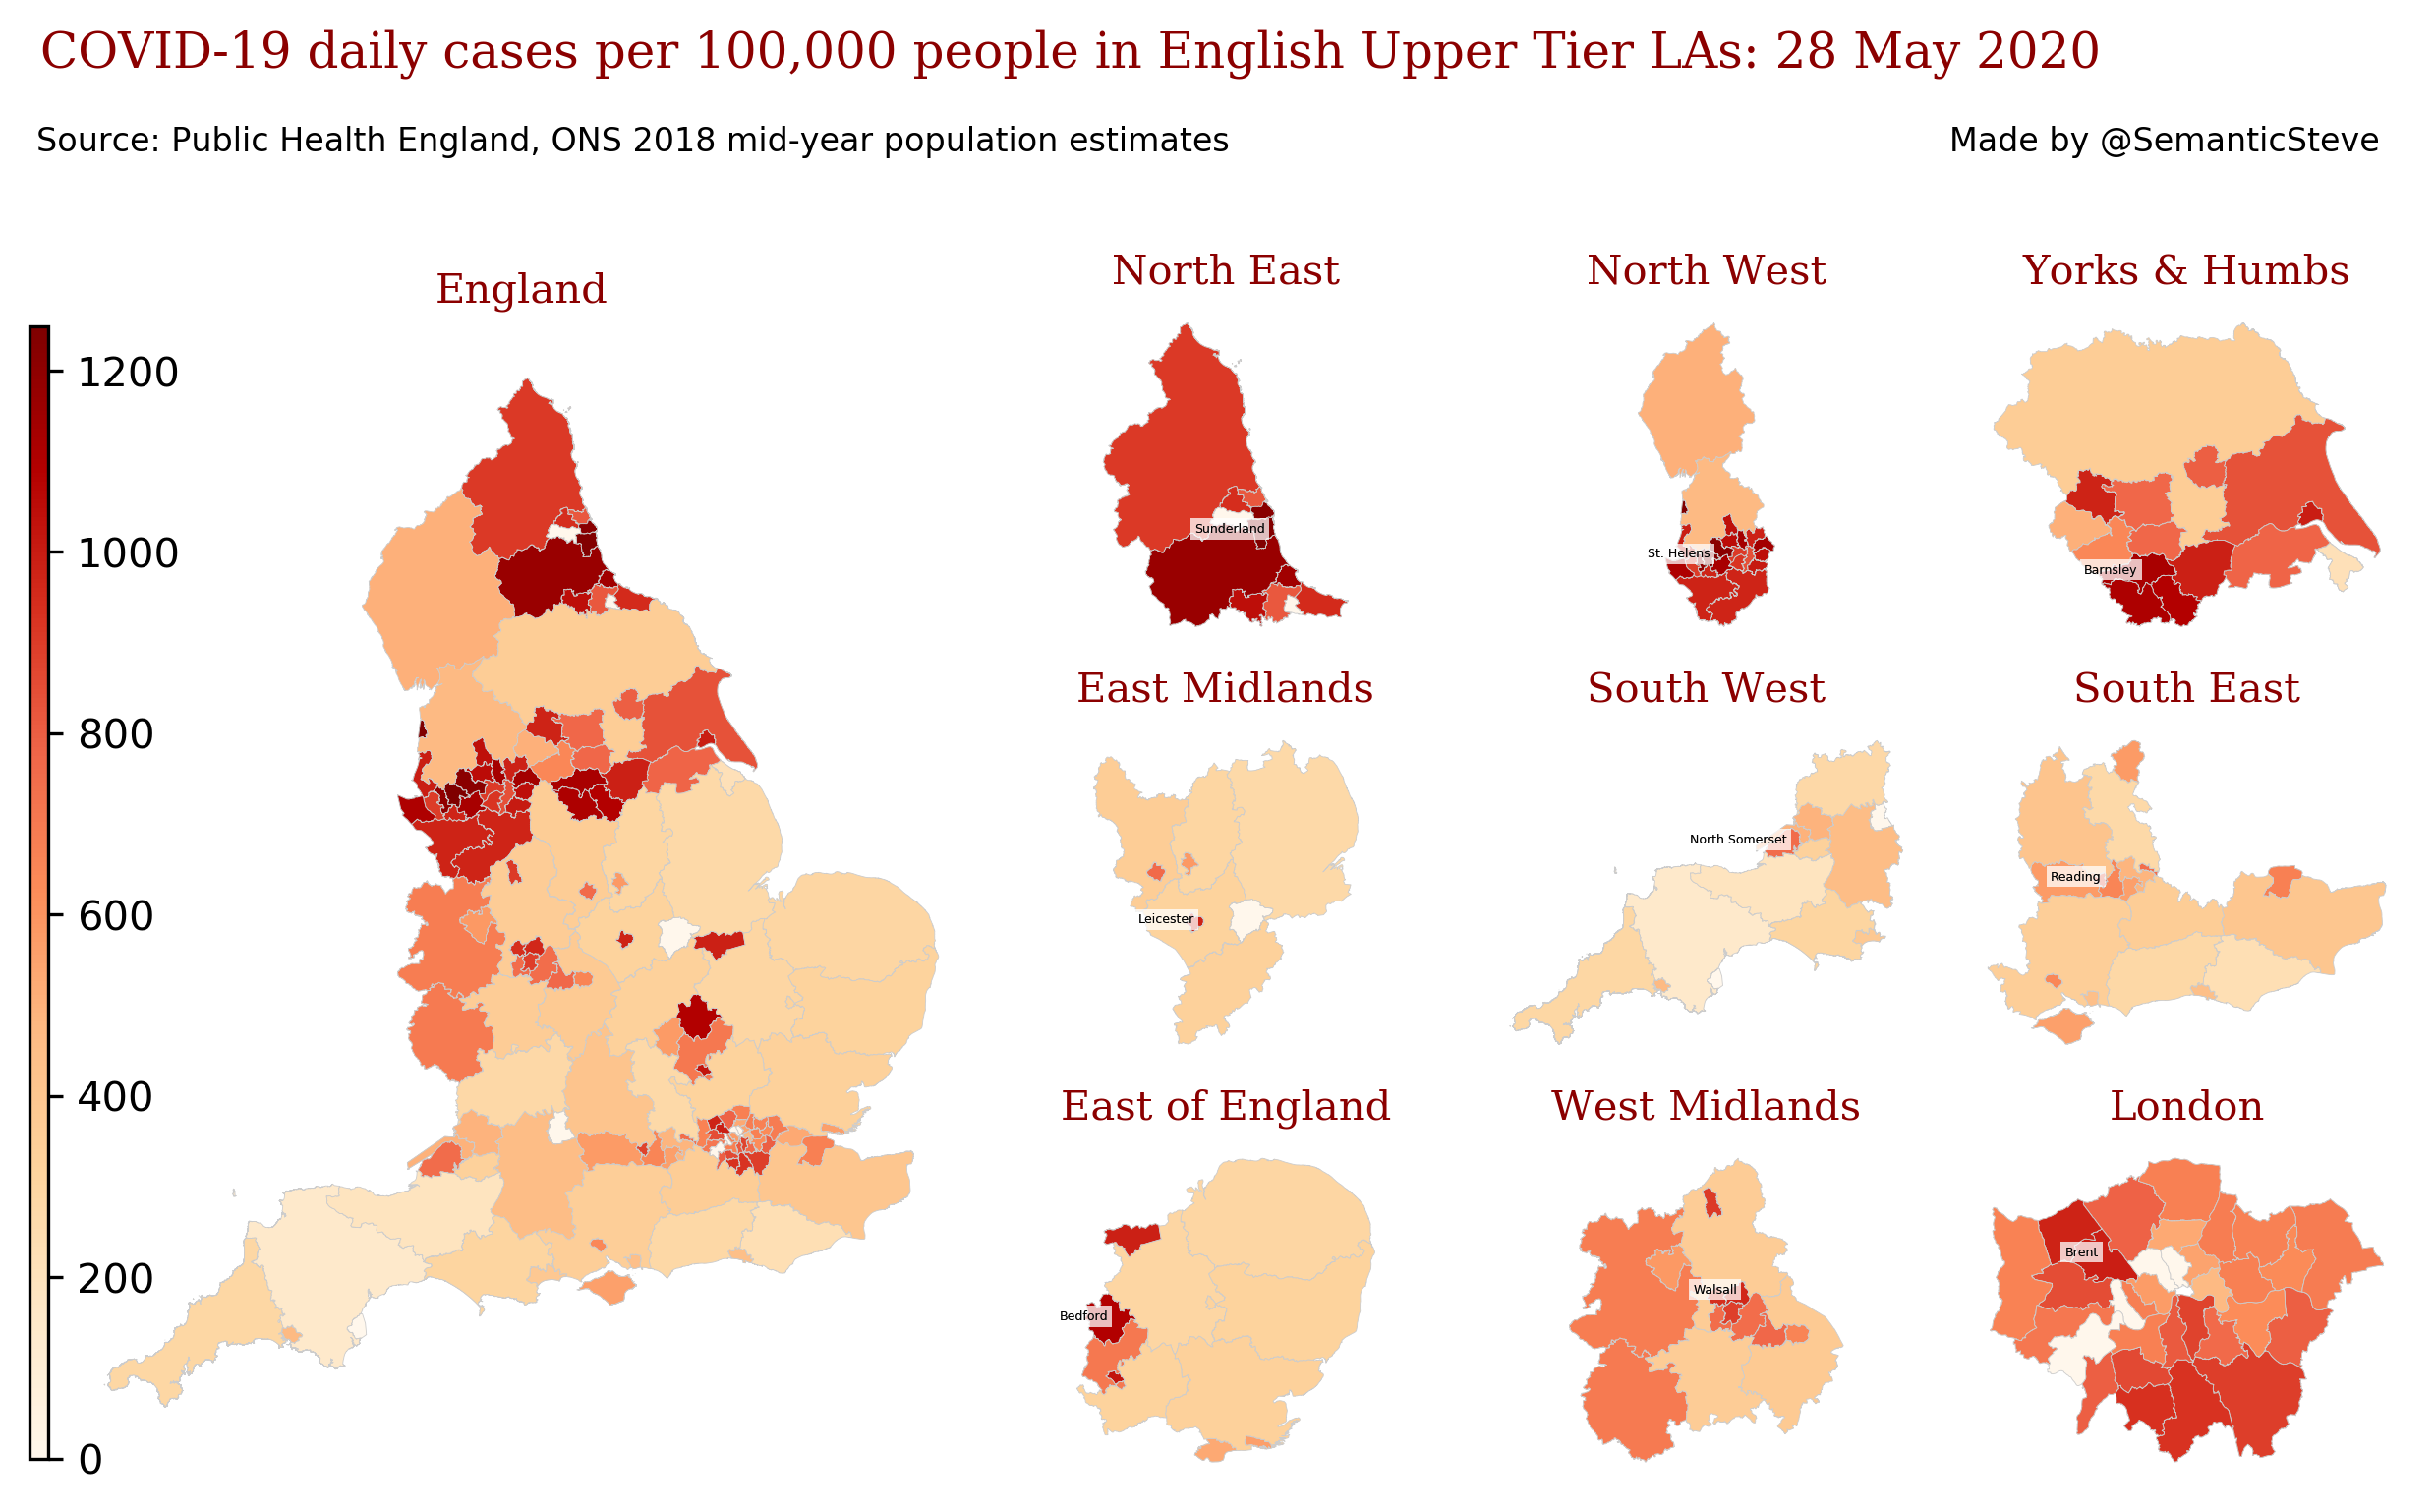 COVID-19 daily cases per 100,000 people in English Upper Tier LAs: 28 May 2020
Source: Public Health England, ONS 2018 mid-year population estimates
Made by @SemanticSteve
England
1200
1000
800
600
400
200
0
North East
Sunderland
North West
St. Helens
Yorks & Humbs
Barnsley
East Midlands
Leicester
South West
North Somerset
South East
Reading
East of England
Bedford
West Midlands
Walsall
London
Brent